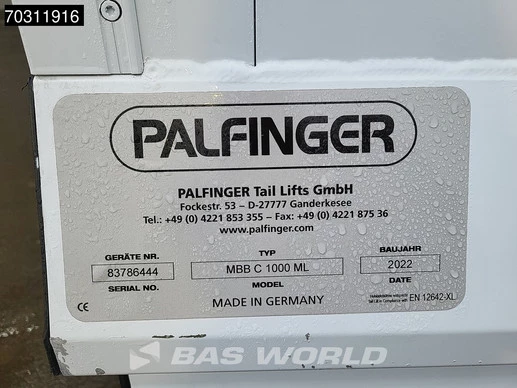 70311916
PALFINGER
PALFINGER Tail Lifts GmbH
Fockestr. 53 – D-27777 Ganderkesee
Tel.: +49 (0) 4221 853 355 – Fax: +49 (0) 4221 875 36
www.palfinger.com
GERÄTE NR. TYP BAUJAHR
83786444 MBB C 1000 ML 2022
SERIAL NO. MODEL DATE
MADE IN GERMANY
CE EN 12642-XL
BAS WORLD